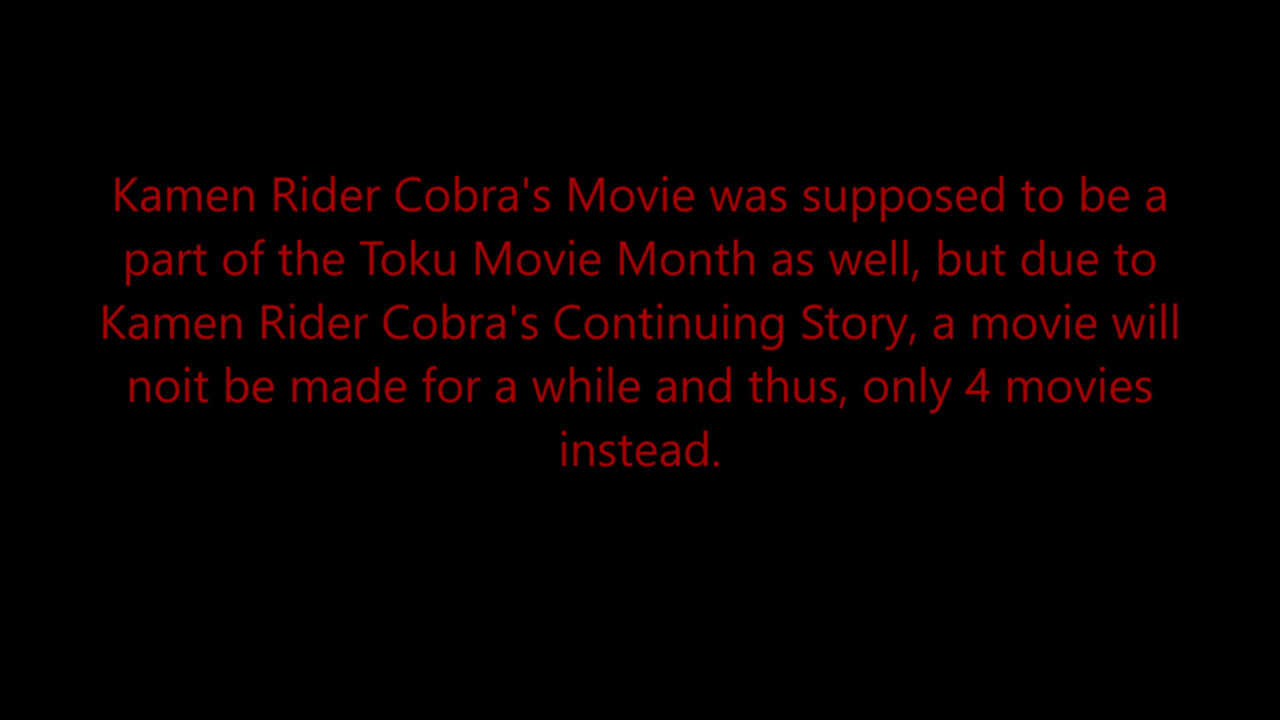 Kamen Rider Cobra's Movie was supposed to be a
part of the Toku Movie Month as well, but due to
Kamen Rider Cobra's Continuing Story, a movie will
noit be made for a while and thus, only 4 movies
instead.